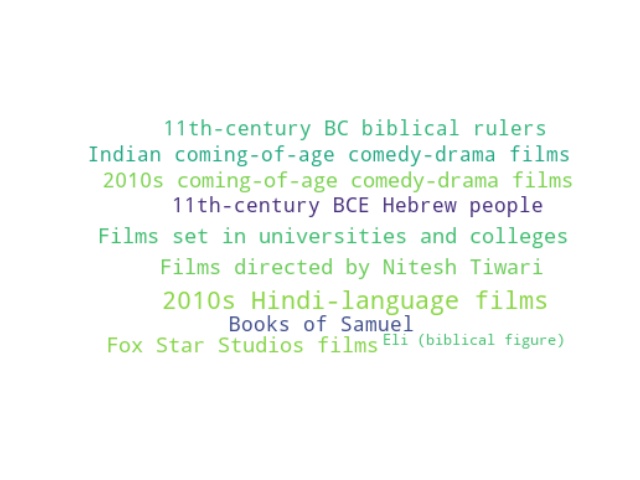 11th-century BC biblical rulers
Indian coming-of-age comedy-drama films
2010s coming-of-age comedy-drama films
11th-century BCE Hebrew people
Films set in universities and colleges
Films directed by Nitesh Tiwari
2010s Hindi-language films
Books of Samuel
Fox Star Studios films Eli (biblical figure)